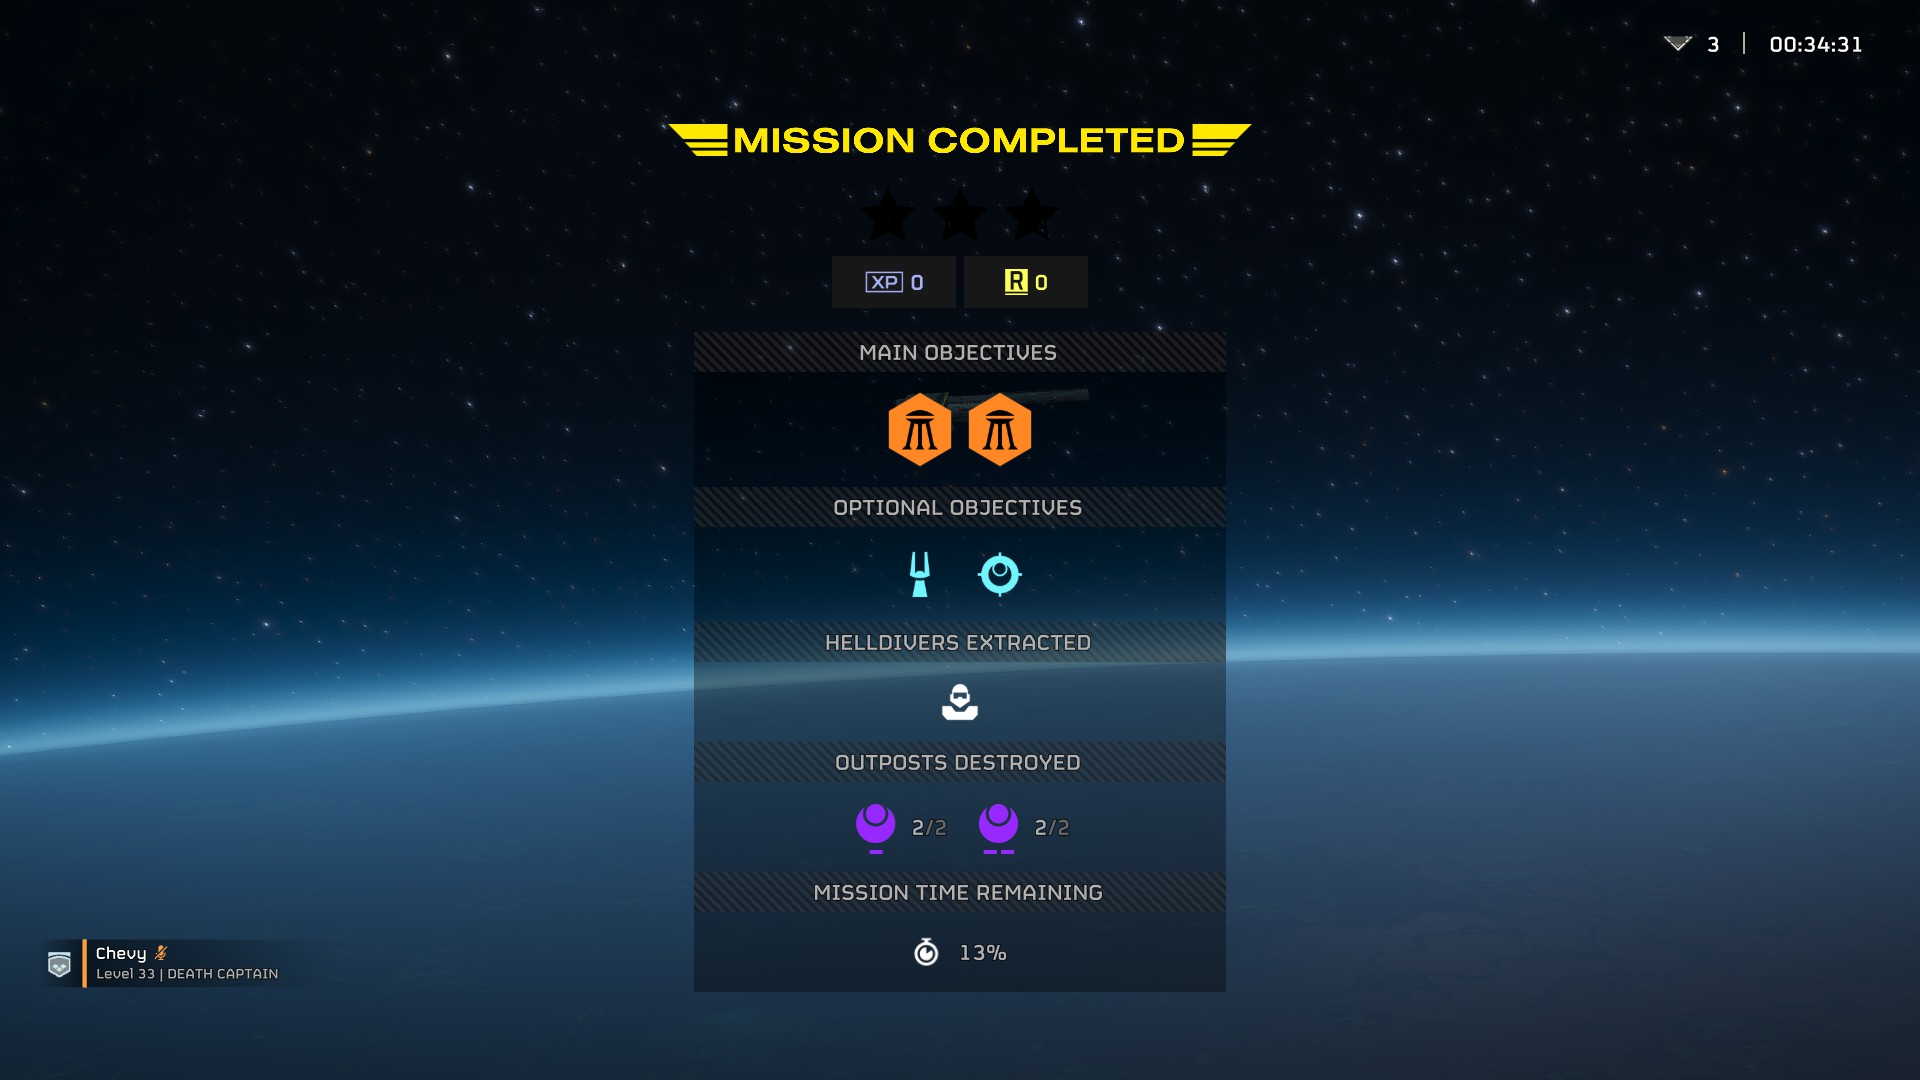 3 | 00:34:31
MISSION COMPLETED
XP 0
R 0
MAIN OBJECTIVES
OPTIONAL OBJECTIVES
HELLDIVERS EXTRACTED
OUTPOSTS DESTROYED
2/2 2/2
MISSION TIME REMAINING
13%
Chevy
Level 33 | DEATH CAPTAIN